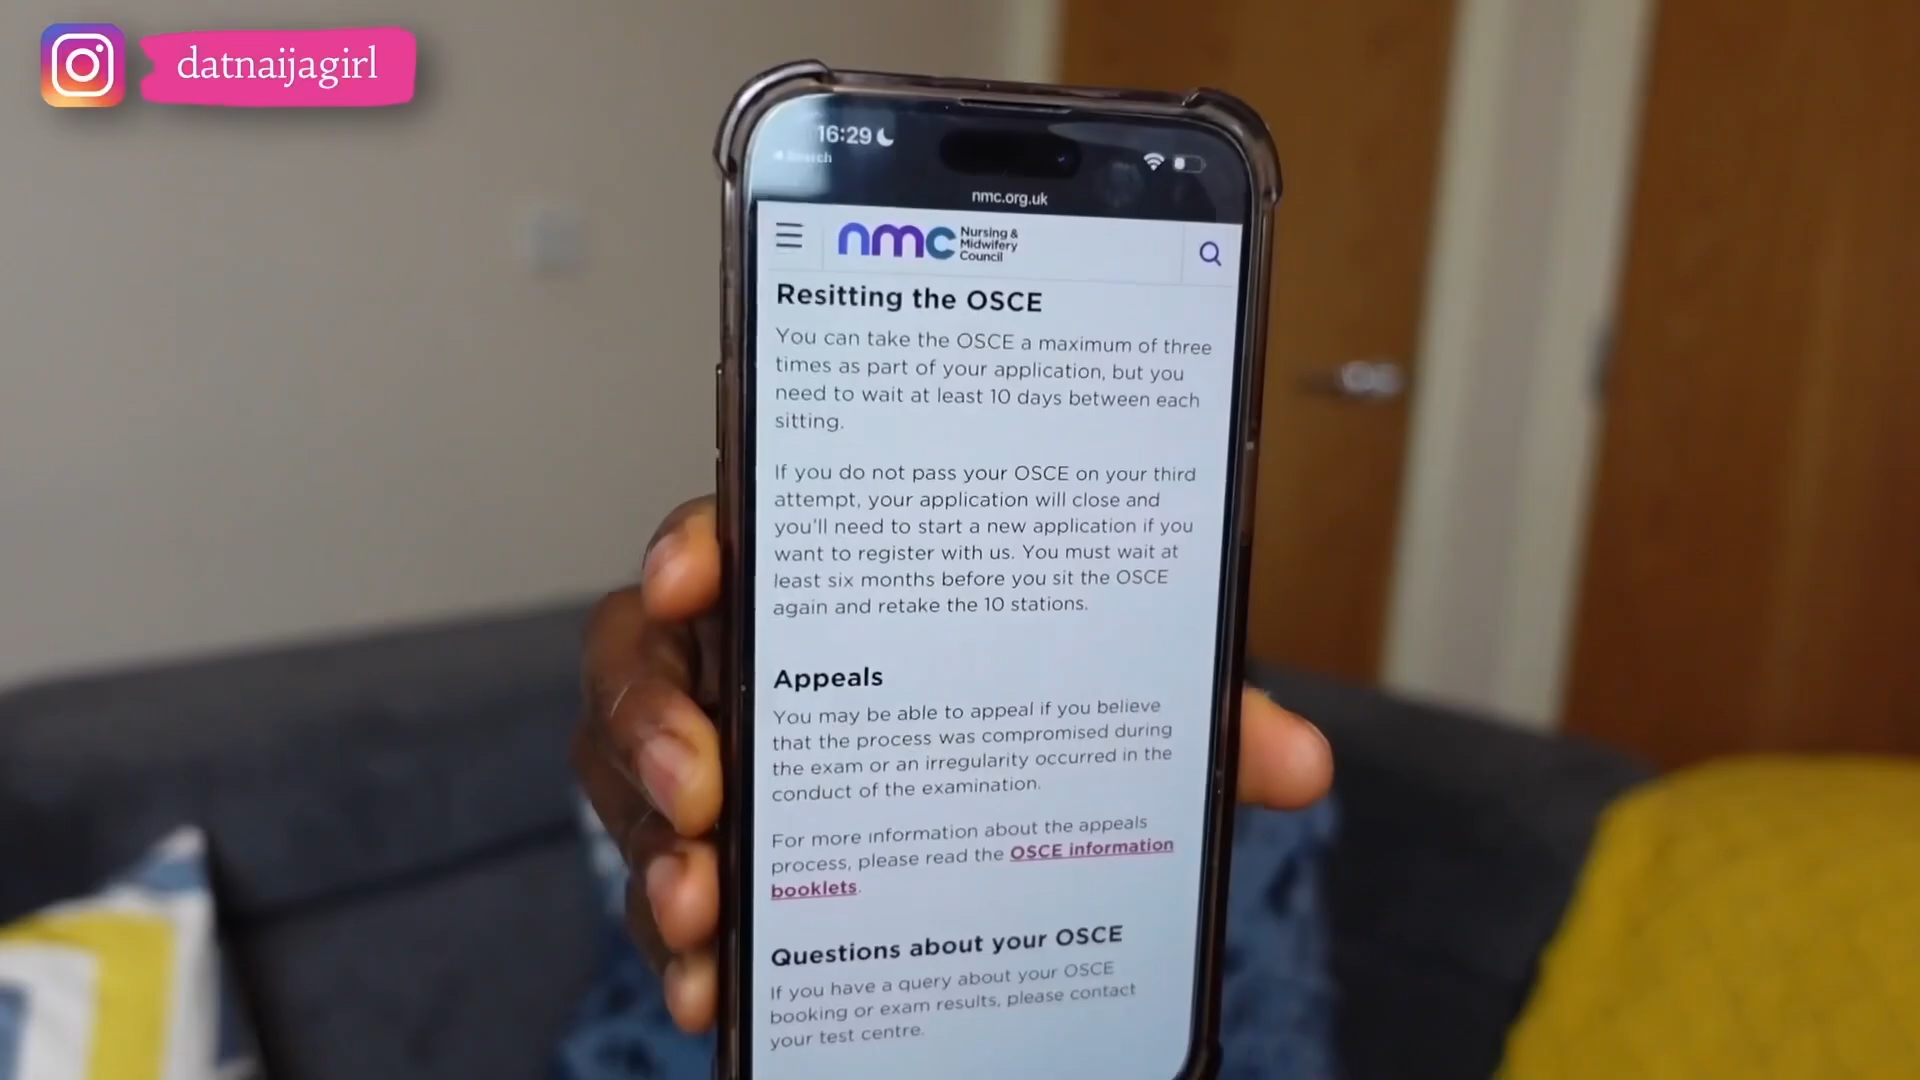 datnaijagirl
16:29
Search
nmc.org.uk
nmc Nursing &
Midwifery
Council
Resitting the OSCE
You can take the OSCE a maximum of three
times as part of your application, but you
need to wait at least 10 days between each
sitting.
If you do not pass your OSCE on your third
attempt, your application will close and
you'll need to start a new application if you
want to register with us. You must wait at
least six months before you sit the OSCE
again and retake the 10 stations.
Appeals
You may be able to appeal if you believe
that the process was compromised during
the exam or an irregularity occurred in the
conduct of the examination.
For more information about the appeals
process, please read the OSCE information
booklets.
Questions about your OSCE
If you have a query about your OSCE
booking or exam results, please contact
your test centre.